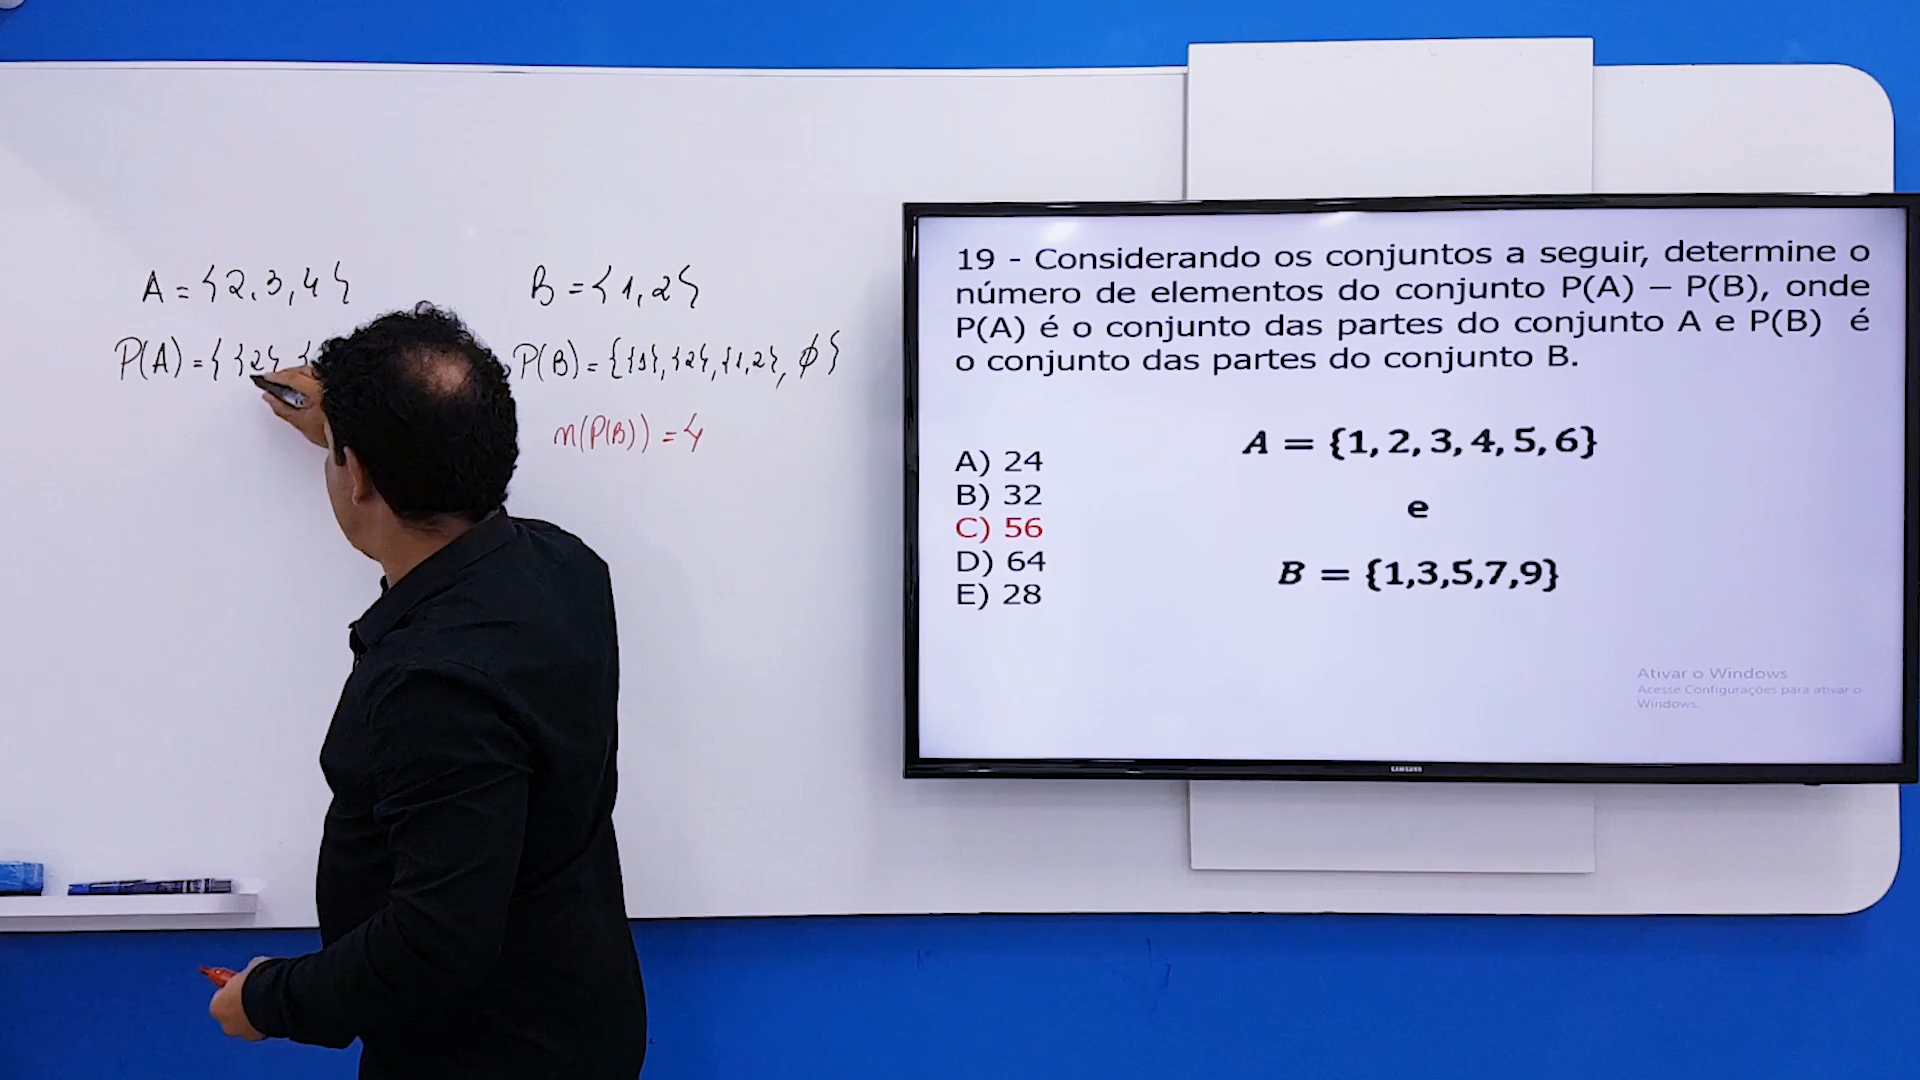 A = {2, 3, 4}
B = {1, 2}
P(A) = { {2}, {
P(B) = {{1}, {2}, {1, 2}, ϕ}
n(P(B)) = 4
19 - Considerando os conjuntos a seguir, determine o
número de elementos do conjunto P(A) – P(B), onde
P(A) é o conjunto das partes do conjunto A e P(B) é
o conjunto das partes do conjunto B.
A = {1, 2, 3, 4, 5, 6}
e
B = {1,3,5,7,9}
A) 24
B) 32
C) 56
D) 64
E) 28
Ativar o Windows
Acesse Configurações para ativar o
Windows.
SAMSUNG